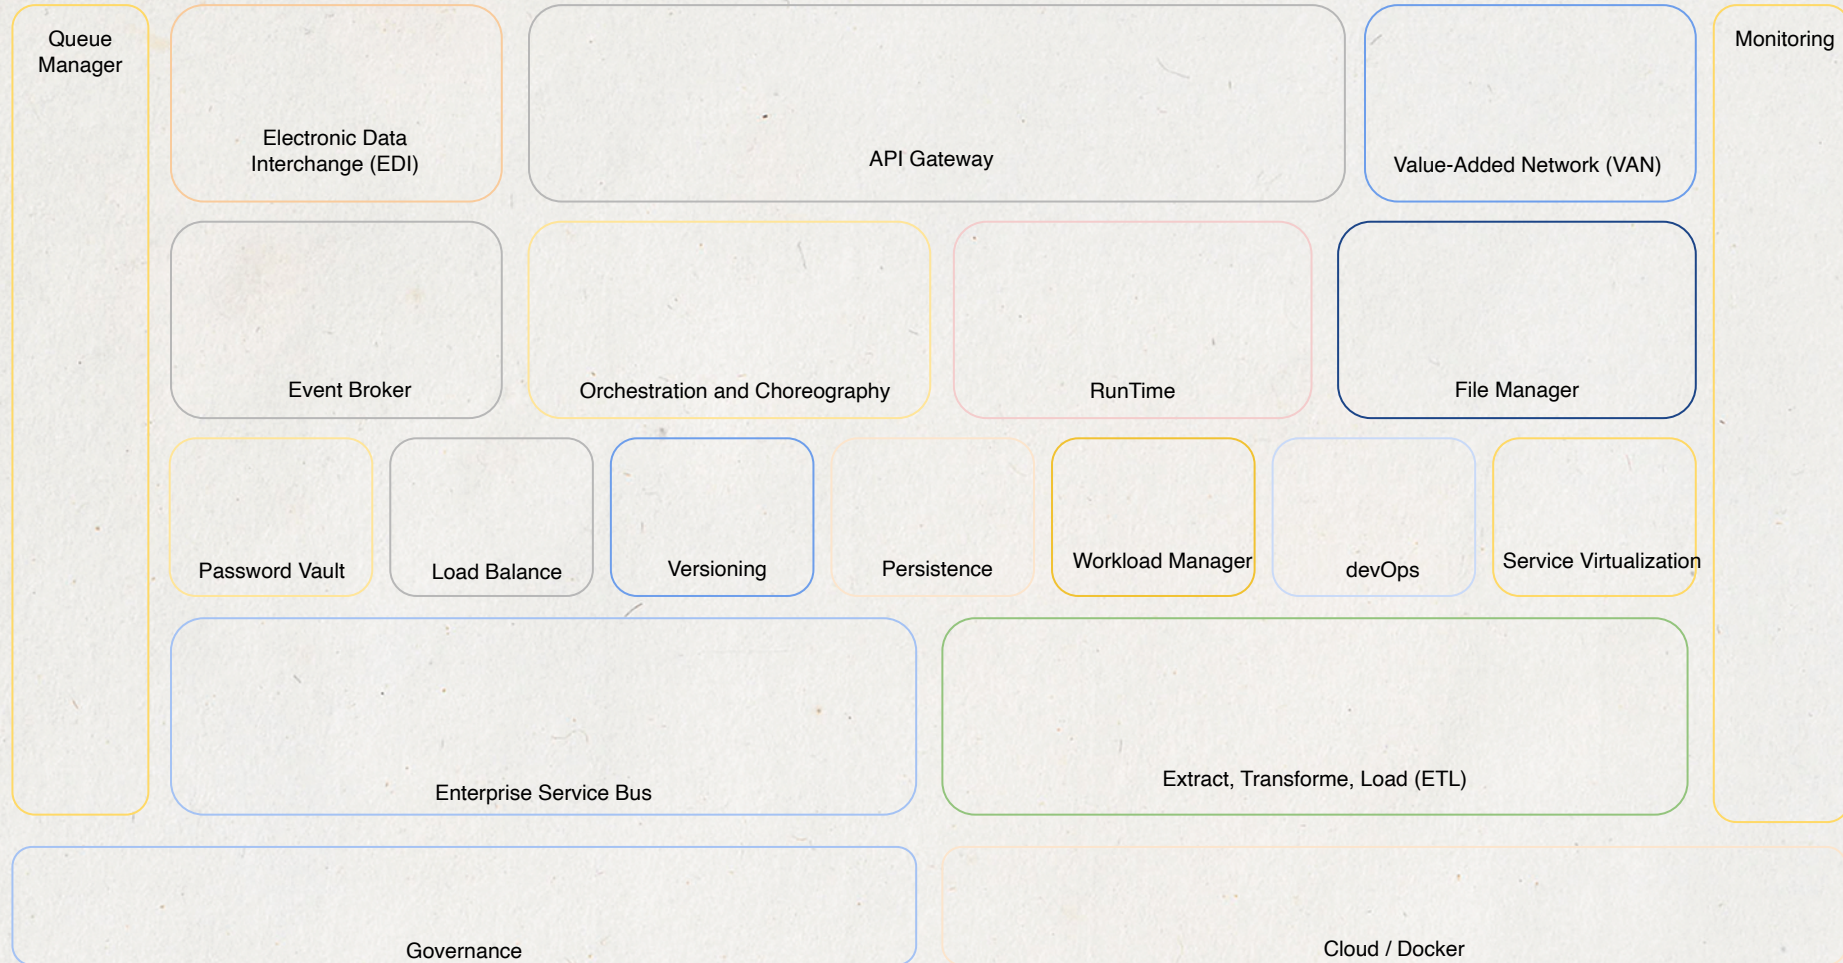 Queue
Manager
Electronic Data
Interchange (EDI)
API Gateway
Value-Added Network (VAN)
Monitoring
Event Broker
Orchestration and Choreography
RunTime
File Manager
Password Vault
Load Balance
Versioning
Persistence
Workload Manager
devOps
Service Virtualization
Enterprise Service Bus
Extract, Transforme, Load (ETL)
Governance
Cloud / Docker